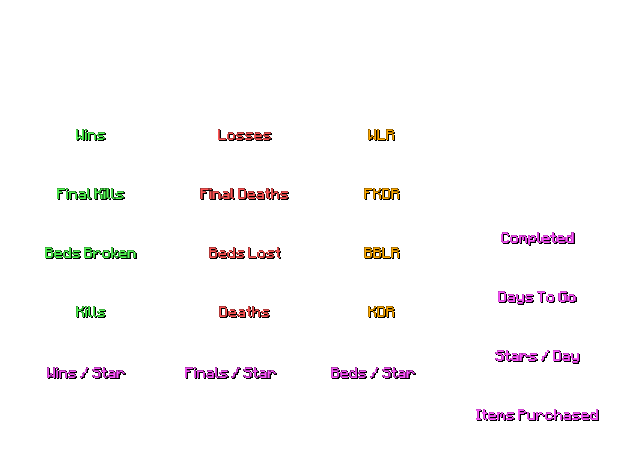 Wins Losses WLR
Final Kills Final Deaths FKDR
Beds Broken Beds Lost BBLR
Kills Deaths KDR
Wins / Star Finals / Star Beds / Star
Completed
Days To Go
Stars / Day
Items Purchased